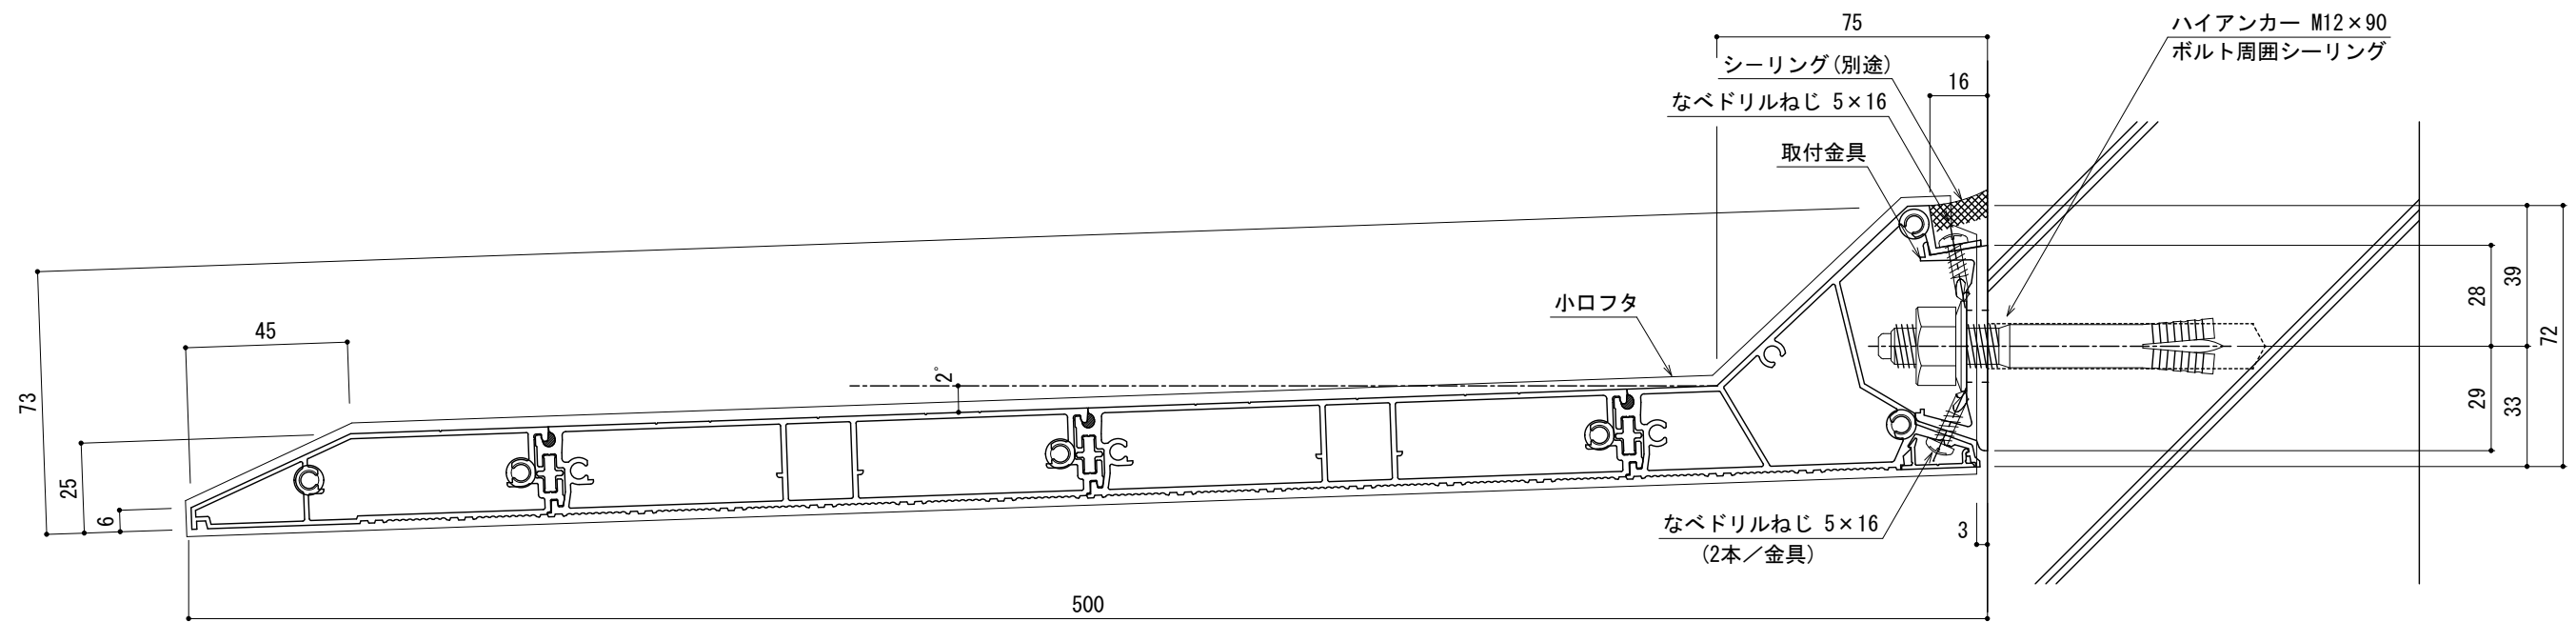 75
ハイアンカー M12×90
ボルト周囲シーリング
シーリング(別途)
16
なべドリルねじ 5×16
取付金具
小口フタ
28
39
72
45
2°
73
29
33
25
6
なべドリルねじ 5×16
(2本／金具)
3
500